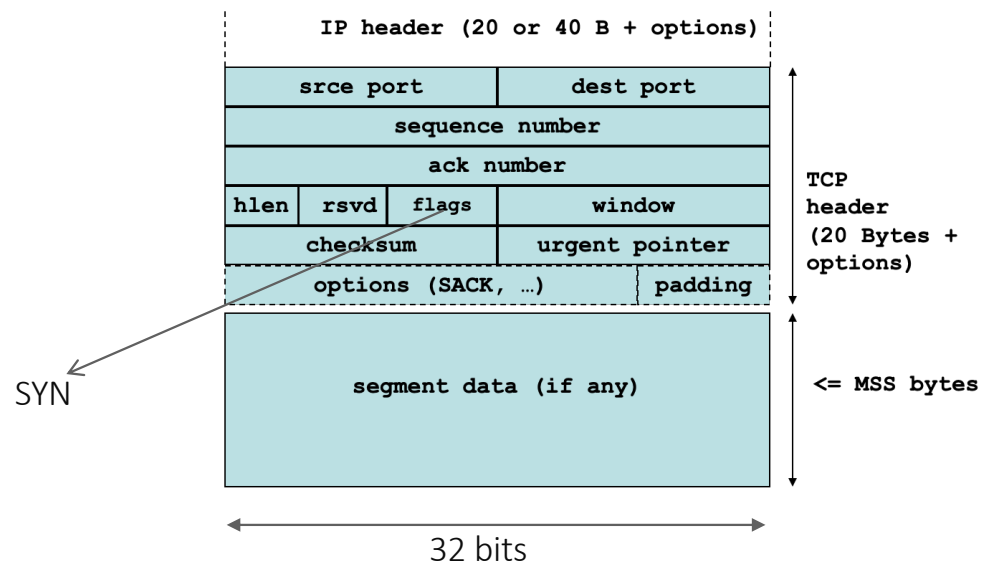 IP header (20 or 40 B + options)
srce port dest port
sequence number
ack number
hlen rsvd flags window
checksum urgent pointer
options (SACK, …) padding
TCP
header
(20 Bytes +
options)
segment data (if any)
<= MSS bytes
SYN
32 bits